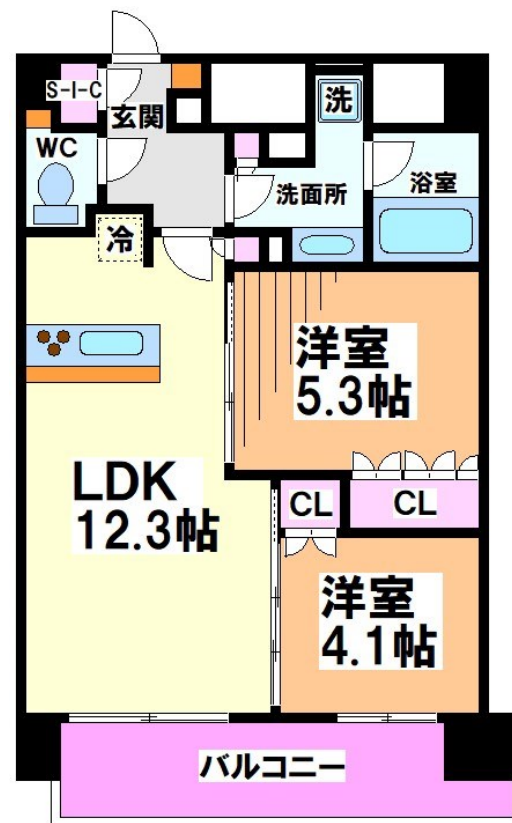 S-I-C
玄関
洗
WC
洗面所
浴室
冷
洋室
5.3帖
LDK
12.3帖
CL
CL
洋室
4.1帖
バルコニー